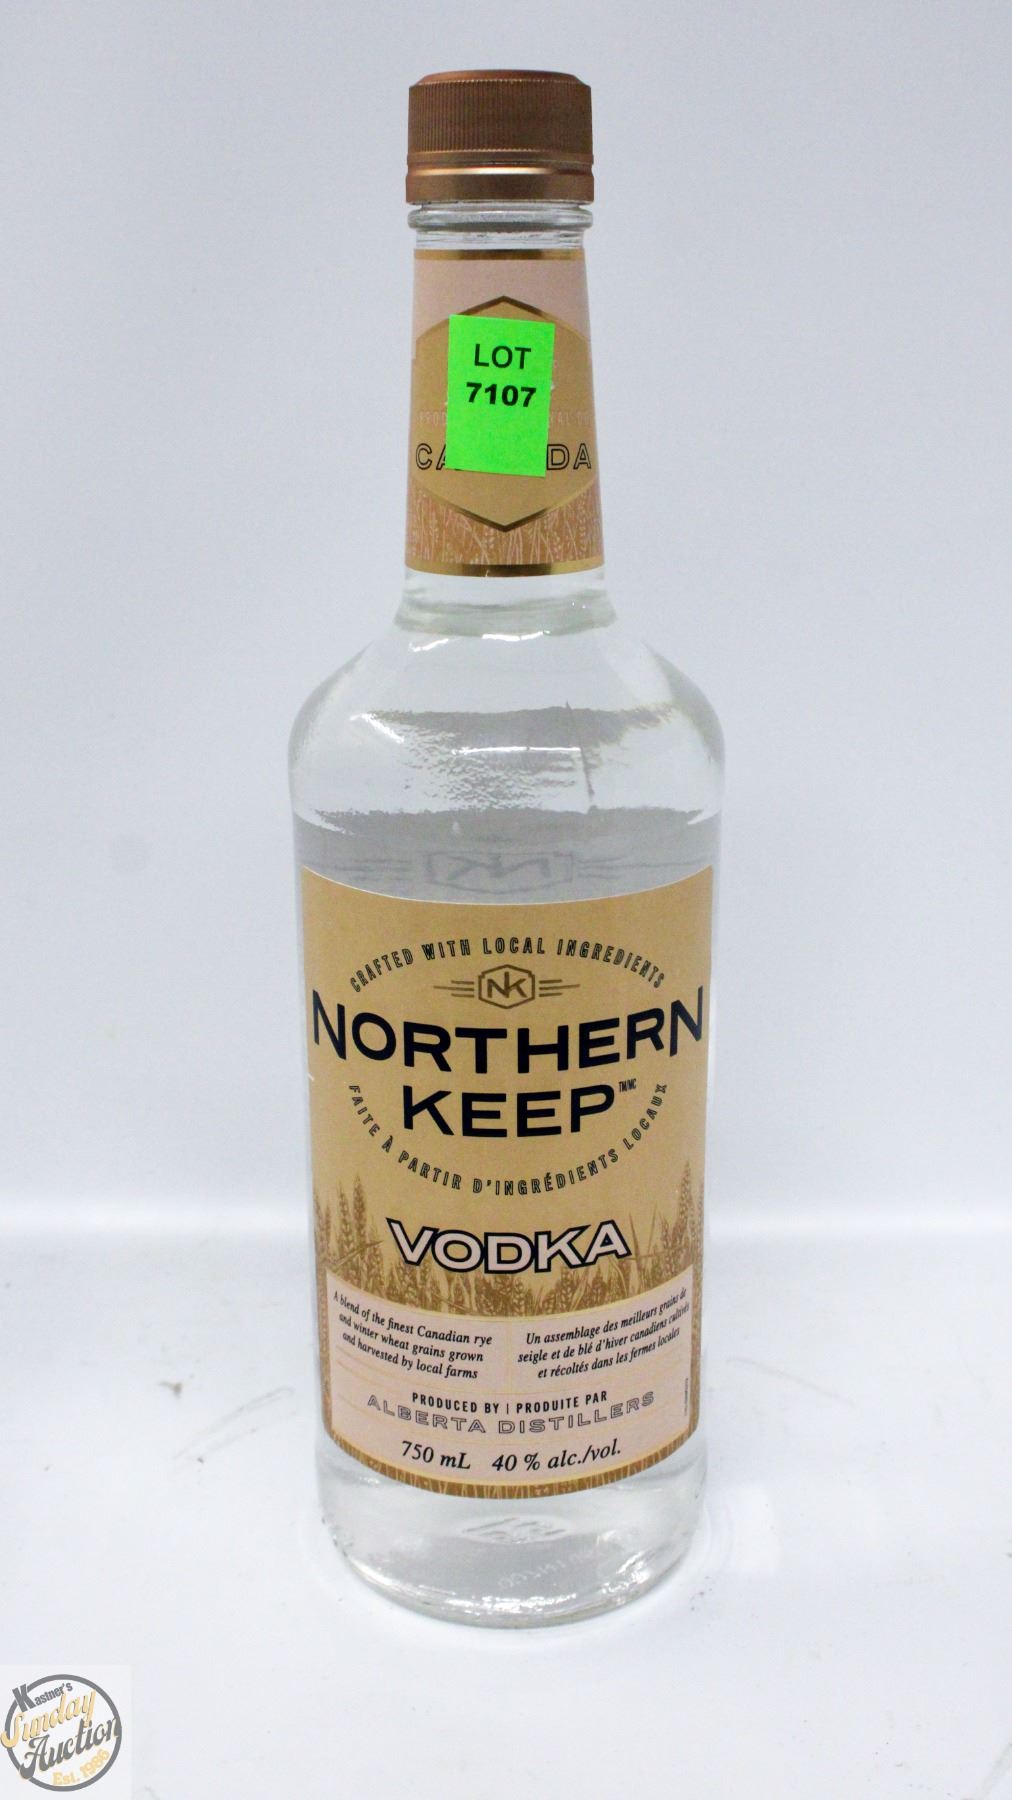 LOT
7107
CRAFTED WITH LOCAL INGREDIENTS
NK
NORTHERN
KEEP TM/MC
FAITE À PARTIR D'INGRÉDIENTS LOCAUX
VODKA
A blend of the finest Canadian rye
and winter wheat grains grown
and harvested by local farms
Un assemblage des meilleurs grains de
seigle et de blé d'hiver canadiens cultivés
et récoltés dans les fermes locales
PRODUCED BY | PRODUITE PAR
ALBERTA DISTILLERS
750 mL 40 % alc./vol.
Kastner's
Sunday
Auction
Est. 1986